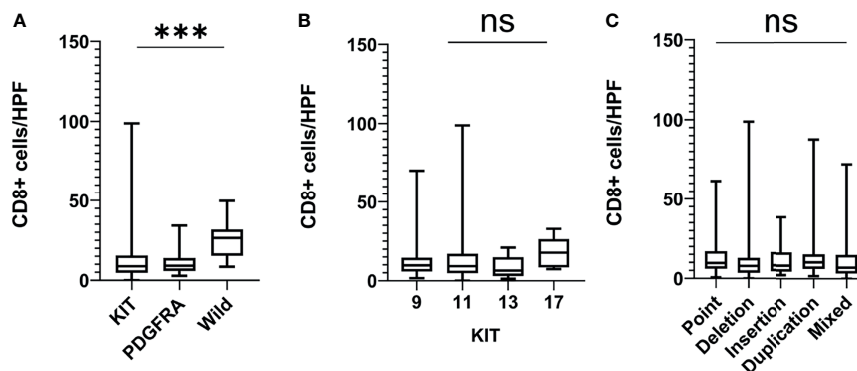 A
***
CD8+ cells/HPF
150
100
50
0
KIT
PDGFRA
Wild
B
ns
CD8+ cells/HPF
150
100
50
0
9 11 13 17
KIT
C
ns
CD8+ cells/HPF
150
100
50
0
Point
Deletion
Insertion
Duplication
Mixed